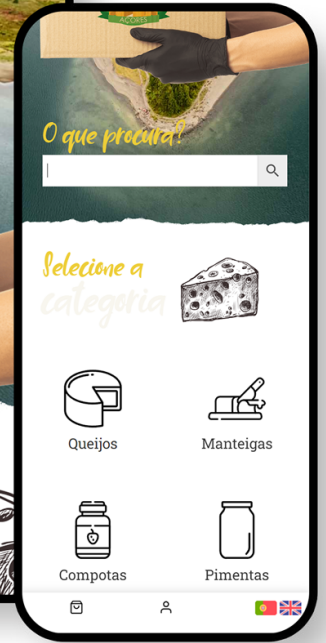 AÇORES
O que procura?
Selecione a
categoria
Queijos
Manteigas
Compotas
Pimentas